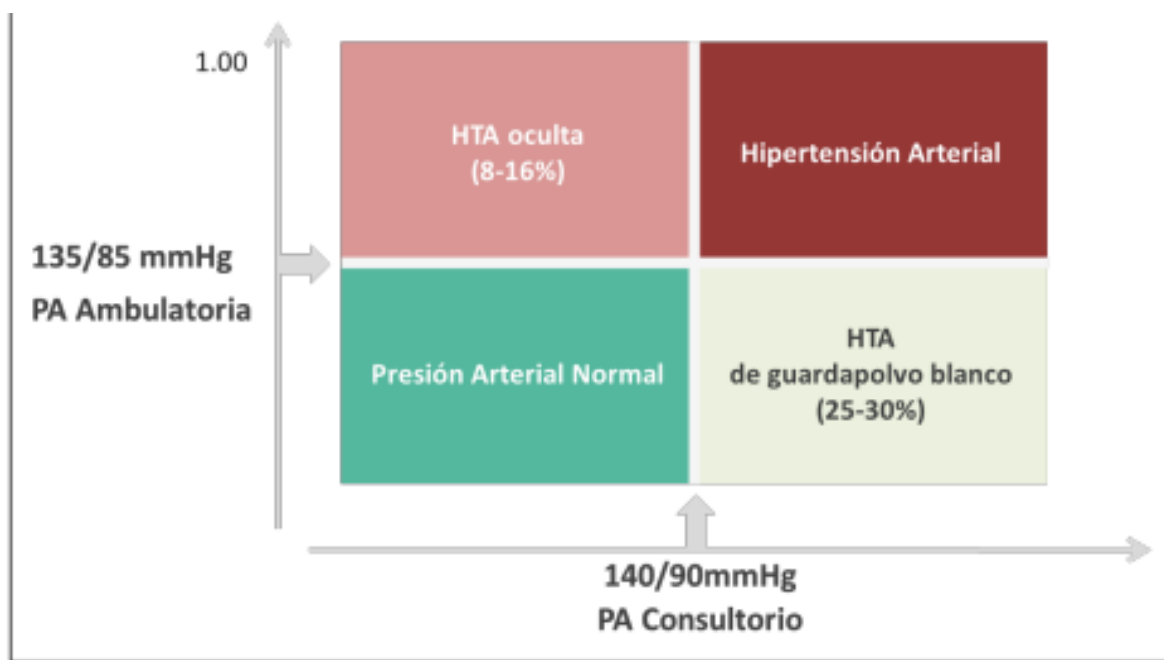 1.00
HTA oculta
(8-16%)
Hipertensión Arterial
135/85 mmHg
PA Ambulatoria
Presión Arterial Normal
HTA
de guardapolvo blanco
(25-30%)
140/90mmHg
PA Consultorio